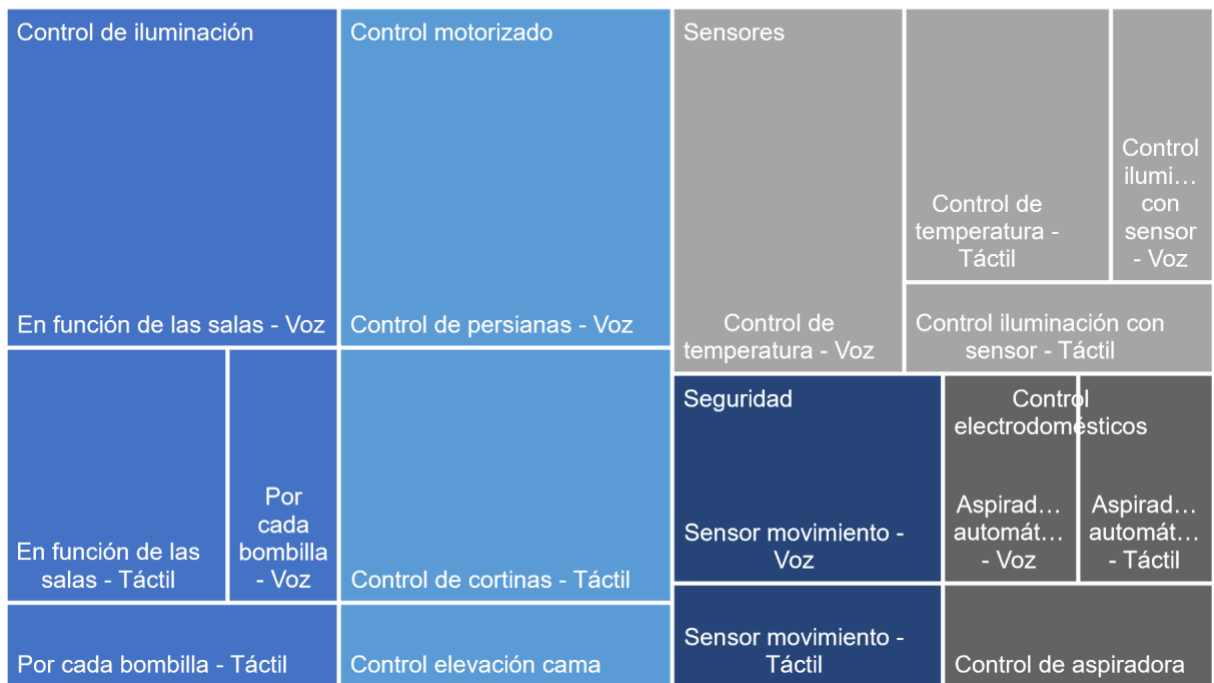 Control de iluminación
En función de las salas - Voz
En función de las
salas - Táctil
Por
cada
bombilla
- Voz
Por cada bombilla - Táctil
Control motorizado
Control de persianas - Voz
Control de cortinas - Táctil
Control elevación cama
Sensores
Control de
temperatura - Voz
Control de
temperatura -
Táctil
Control
ilumi...
con
sensor
- Voz
Control iluminación con
sensor - Táctil
Seguridad
Sensor movimiento -
Voz
Sensor movimiento -
Táctil
Control
electrodomésticos
Aspirad...
automát...
- Voz
Aspirad...
automát...
- Táctil
Control de aspiradora